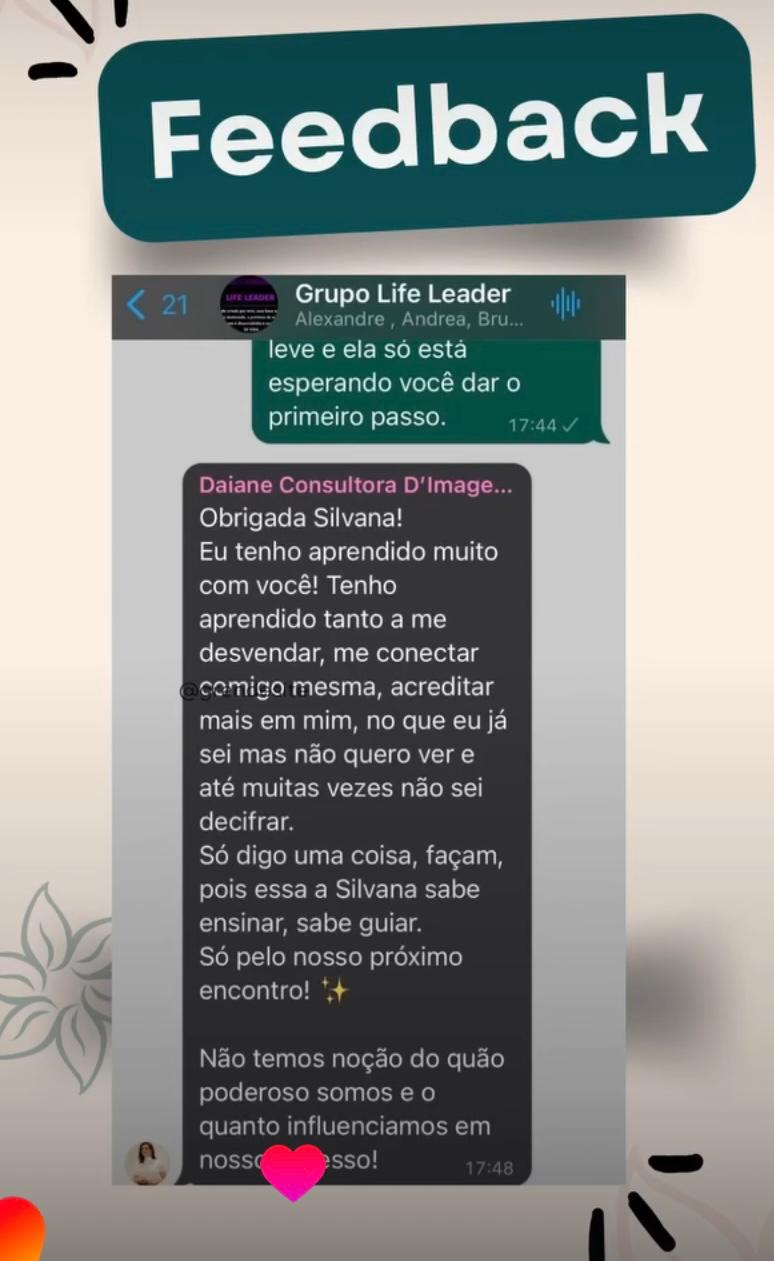 Feedback
21
LIFE LEADER
Grupo Life Leader
Alexandre , Andrea, Bru...
leve e ela só está
esperando você dar o
primeiro passo.
17:44
Daiane Consultora D'Image...
Obrigada Silvana!
Eu tenho aprendido muito
com você! Tenho
aprendido tanto a me
desvendar, me conectar
comigo mesma, acreditar
mais em mim, no que eu já
sei mas não quero ver e
até muitas vezes não sei
decifrar.
Só digo uma coisa, façam,
pois essa a Silvana sabe
ensinar, sabe guiar.
Só pelo nosso próximo
encontro! ✨
Não temos noção do quão
poderoso somos e o
quanto influenciamos em
17:48